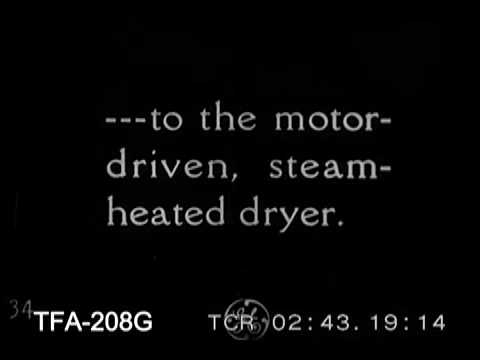 ---to the motor-
driven, steam-
heated dryer.
34
TFA-208G
TCR 02:43.19:14